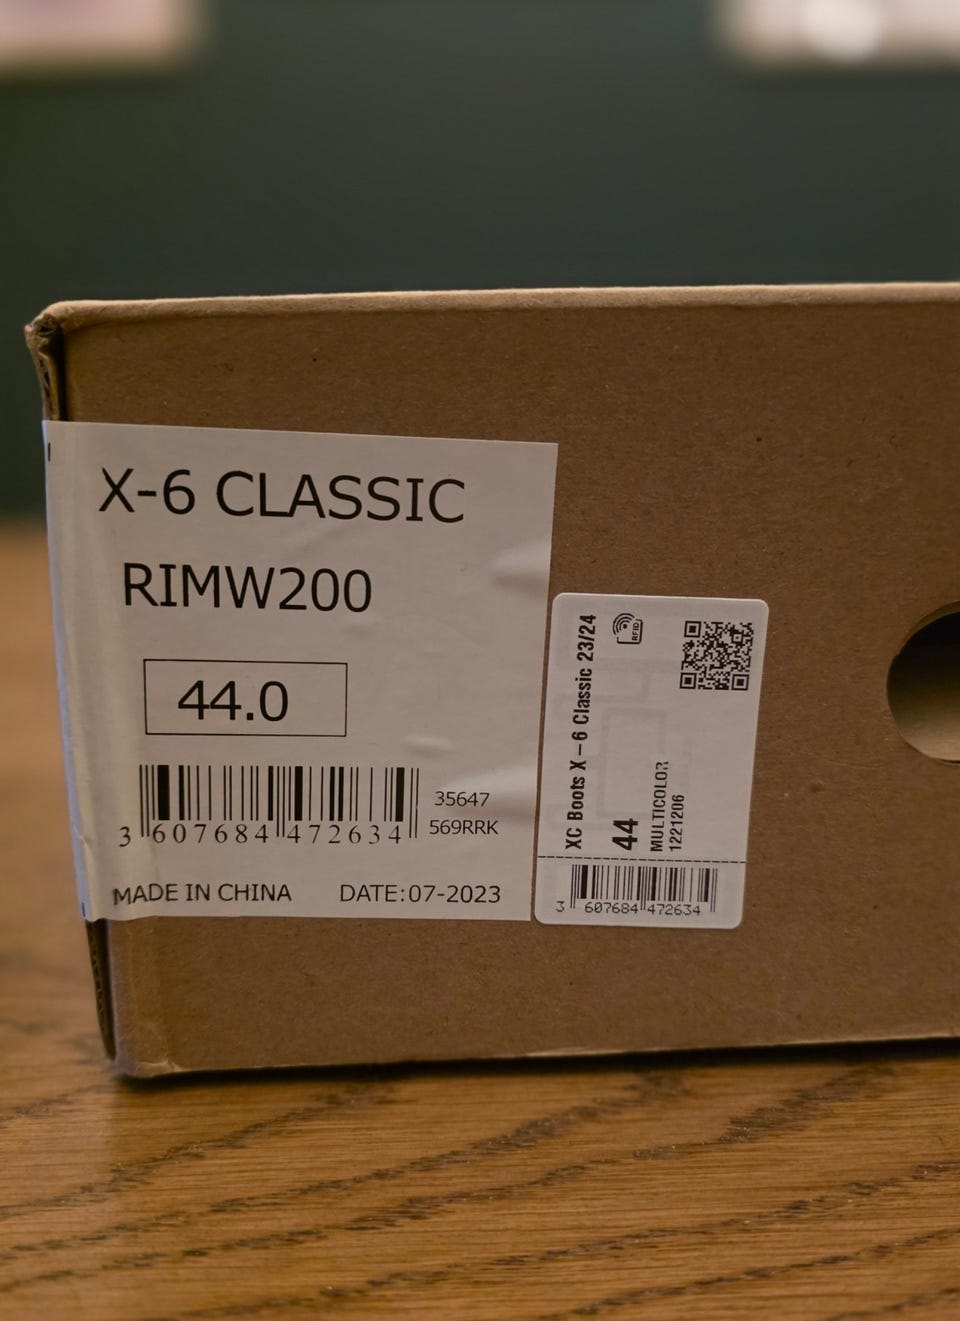 X-6 CLASSIC
RIMW200
44.0
35647
569RRK
3 607684 472634
MADE IN CHINA DATE:07-2023
XC Boots X – 6 Classic 23/24
RFID
44
MULTICOLOR
1221206
3 607684 472634